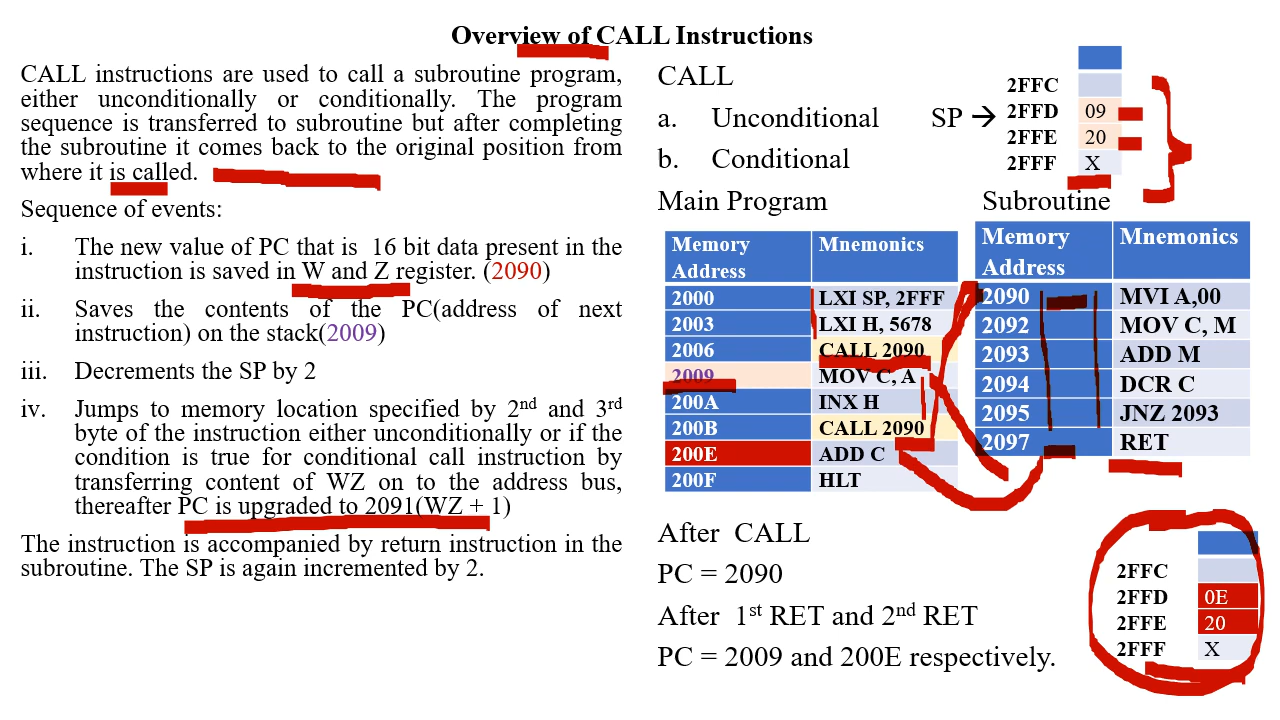 Overview of CALL Instructions
CALL instructions are used to call a subroutine program,
either unconditionally or conditionally. The program
sequence is transferred to subroutine but after completing
the subroutine it comes back to the original position from
where it is called.
Sequence of events:
i. The new value of PC that is 16 bit data present in the
instruction is saved in W and Z register. (2090)
ii. Saves the contents of the PC(address of next
instruction) on the stack(2009)
iii. Decrements the SP by 2
iv. Jumps to memory location specified by 2nd and 3rd
byte of the instruction either unconditionally or if the
condition is true for conditional call instruction by
transferring content of WZ on to the address bus,
thereafter PC is upgraded to 2091(WZ + 1)
The instruction is accompanied by return instruction in the
subroutine. The SP is again incremented by 2.
CALL
a. Unconditional
b. Conditional
2FFC
SP → 2FFD 09
2FFE 20
2FFF X
Main Program
Memory Address Mnemonics
2000 LXI SP, 2FFF
2003 LXI H, 5678
2006 CALL 2090
2009 MOV C, A
200A INX H
200B CALL 2090
200E ADD C
200F HLT
Subroutine
Memory Address Mnemonics
2090 MVI A,00
2092 MOV C, M
2093 ADD M
2094 DCR C
2095 JNZ 2093
2097 RET
After CALL
PC = 2090
After 1st RET and 2nd RET
PC = 2009 and 200E respectively.
2FFC
2FFD 0E
2FFE 20
2FFF X